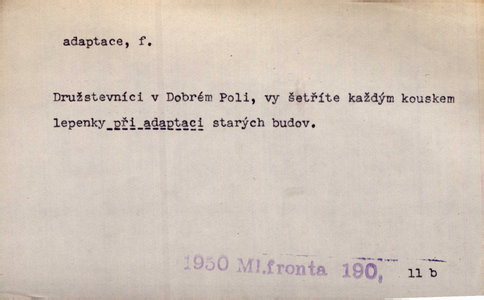 adaptace, f.
Družstevníci v Dobrém Poli, vy šetříte každým kouskem
lepenky při adaptaci starých budov.
1950 Ml.fronta 190, 11 b